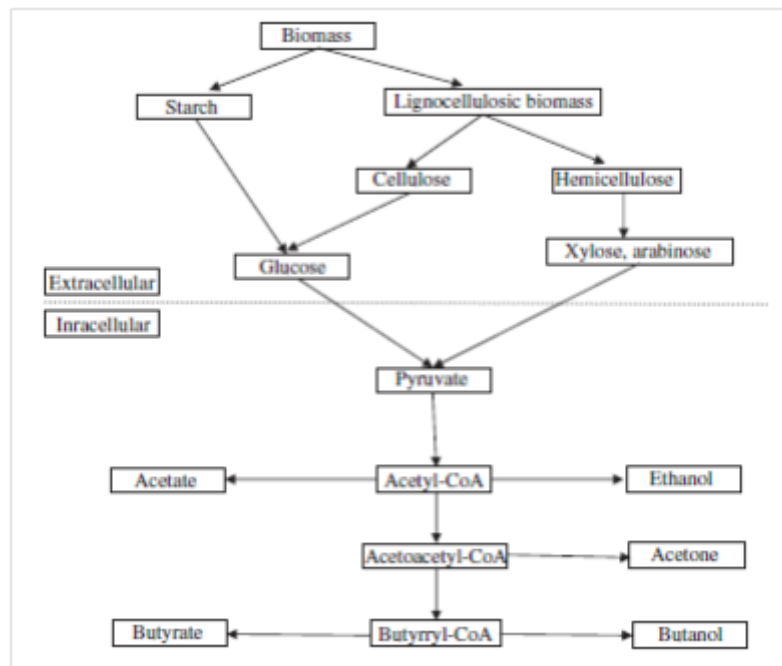 Biomass
Starch
Lignocellulosic biomass
Cellulose
Hemicellulose
Glucose
Xylose, arabinose
Extracellular
Inracellular
Pyruvate
Acetate
Acetyl-CoA
Ethanol
Acetoacetyl-CoA
Acetone
Butyrate
Butyrryl-CoA
Butanol